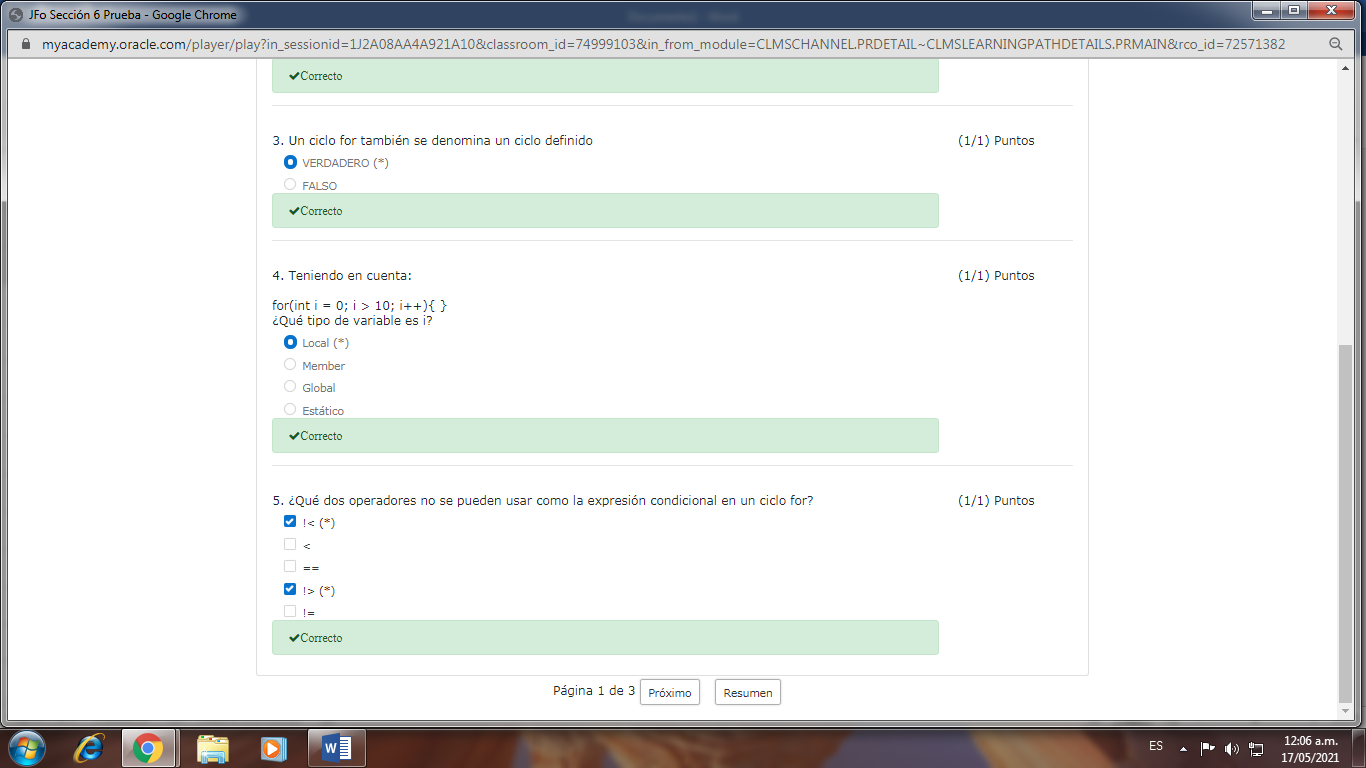 JFo Sección 6 Prueba - Google Chrome
myacademy.oracle.com/player/play?in_sessionid=1J2A08AA4A921A10&classroom_id=74999103&in_from_module=CLMSCHANNEL.PRDETAIL~CLMSLEARNINGPATHDETAILS.PRMAIN&rco_id=72571382
✔Correcto
3. Un ciclo for también se denomina un ciclo definido (1/1) Puntos
VERDADERO (*)
FALSO
✔Correcto
4. Teniendo en cuenta: (1/1) Puntos
for(int i = 0; i > 10; i++){ }
¿Qué tipo de variable es i?
Local (*)
Member
Global
Estático
✔Correcto
5. ¿Qué dos operadores no se pueden usar como la expresión condicional en un ciclo for? (1/1) Puntos
!< (*)
<
==
!> (*)
!=
✔Correcto
Página 1 de 3 Próximo Resumen
ES 12:06 a.m.
17/05/2021